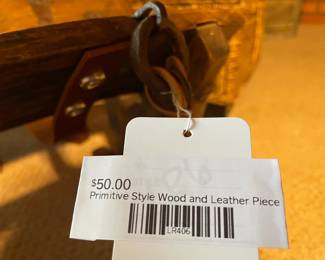 $50.00
Primitive Style Wood and Leather Piece
LR406